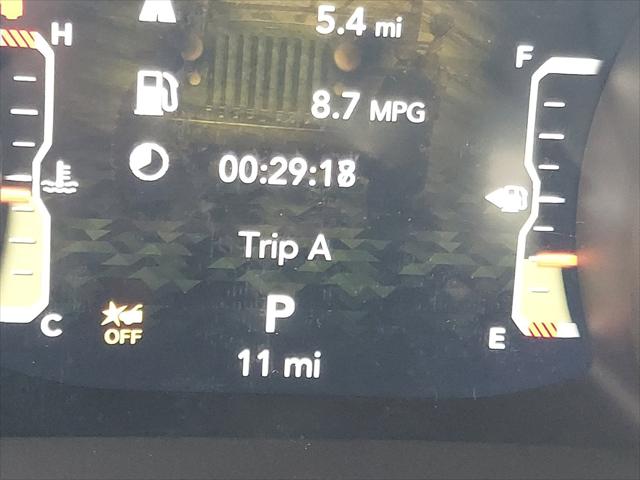 H
5.4 mi
F
8.7 MPG
00:29:18
Trip A
P
C
OFF
E
11 mi